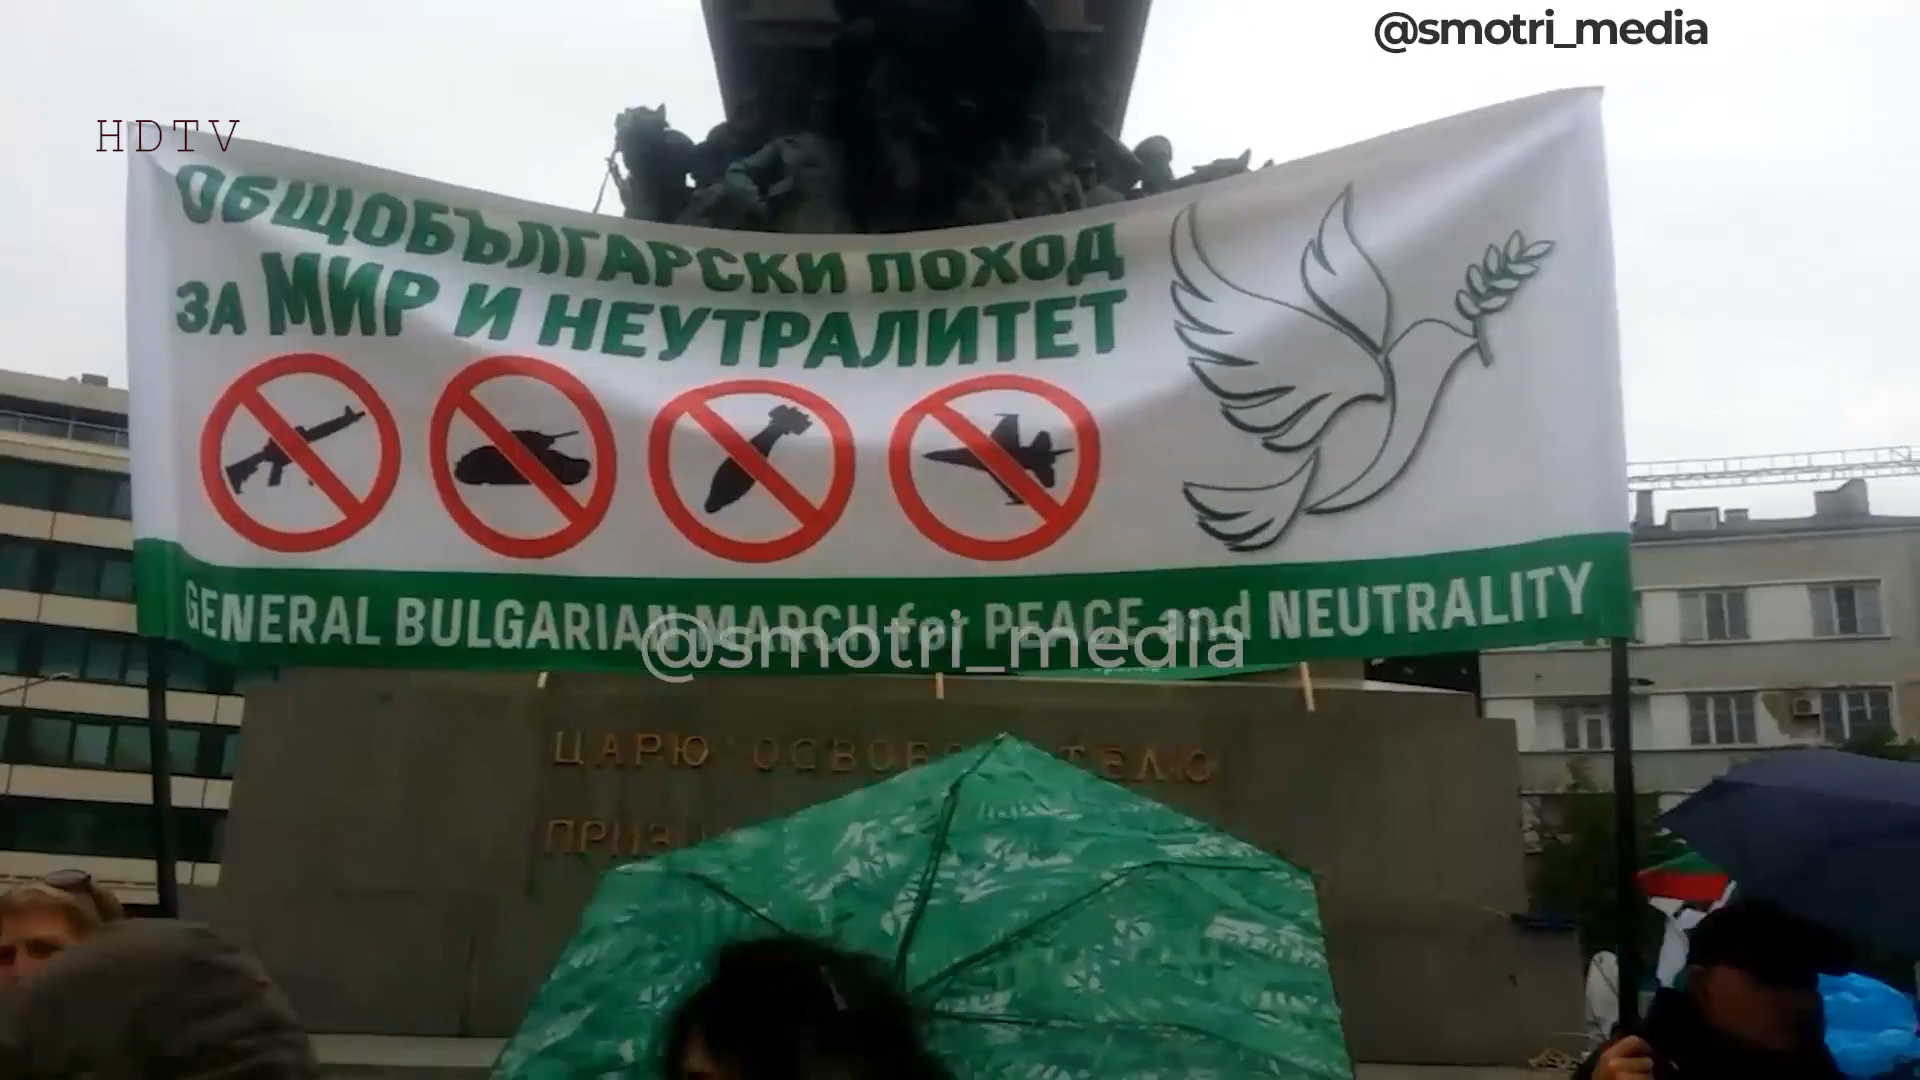 @smotri_media
HDTV
ОБЩОБЪЛГАРСКИ ПОХОД
ЗА МИР И НЕУТРАЛИТЕТ
GENERAL BULGARIAN MARCH for PEACE and NEUTRALITY
@smotri_media
ЦАРЮ